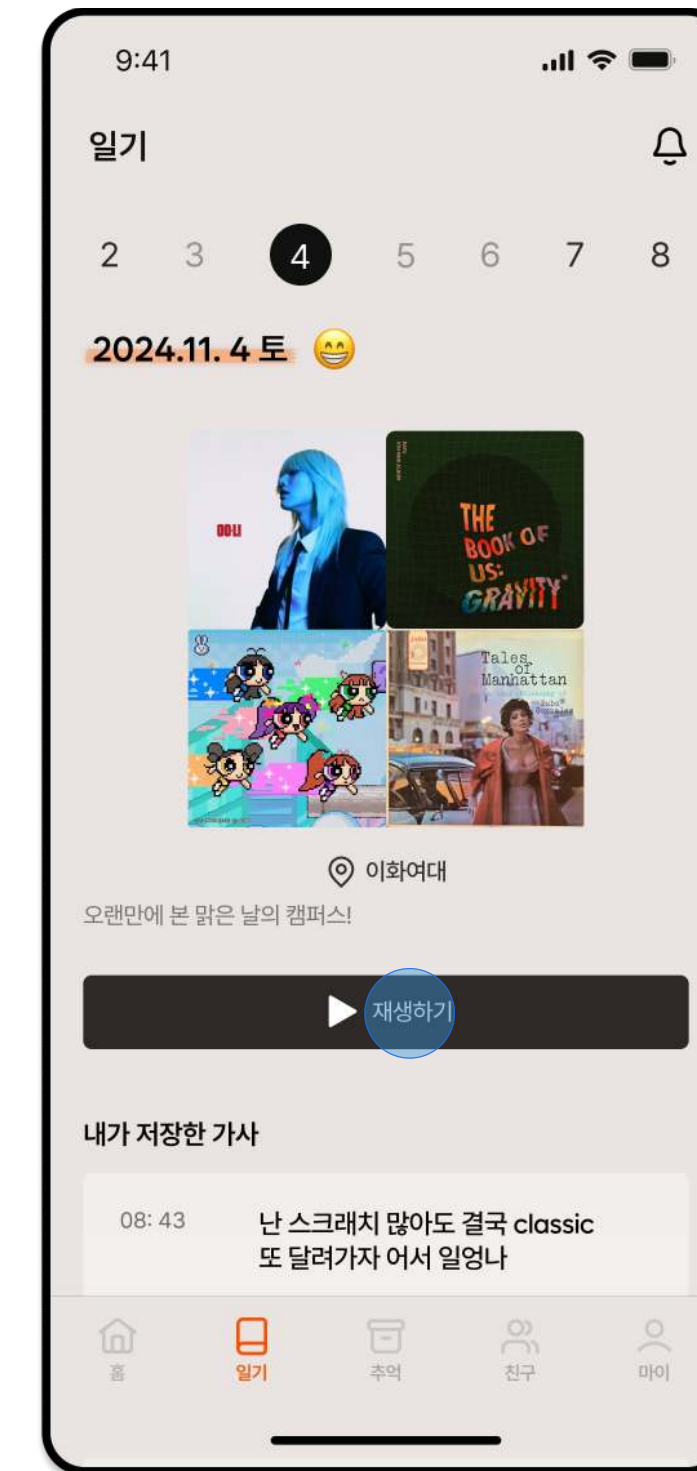 9:41
일기
2 3 4 5 6 7 8
2024.11. 4 토
OO-LI
THE
BOOK OF
US:
GRAVITY
Tales
of
Manhattan
이화여대
오랜만에 본 맑은 날의 캠퍼스!
재생하기
내가 저장한 가사
08: 43
난 스크래치 많아도 결국 classic
또 달려가자 어서 일엉나
홈 일기 추억 친구 마이